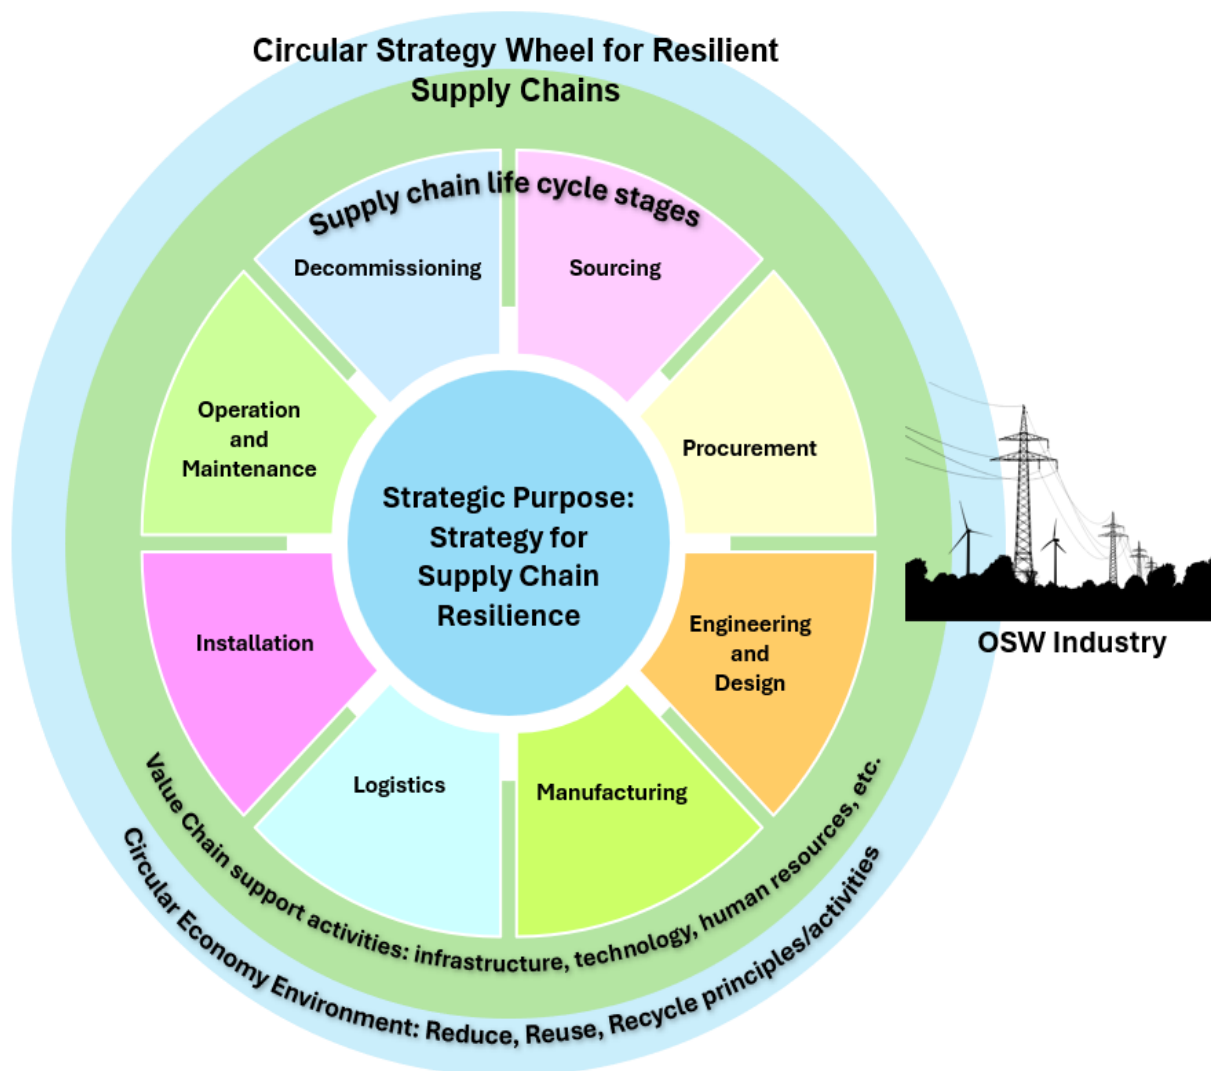 Circular Strategy Wheel for Resilient
Supply Chains
Supply chain life cycle stages
Decommissioning
Sourcing
Operation
and
Maintenance
Procurement
Strategic Purpose:
Strategy for
Supply Chain
Resilience
Installation
Engineering
and
Design
OSW Industry
Logistics
Manufacturing
Value Chain support activities: infrastructure, technology, human resources, etc.
Circular Economy Environment: Reduce, Reuse, Recycle principles/activities